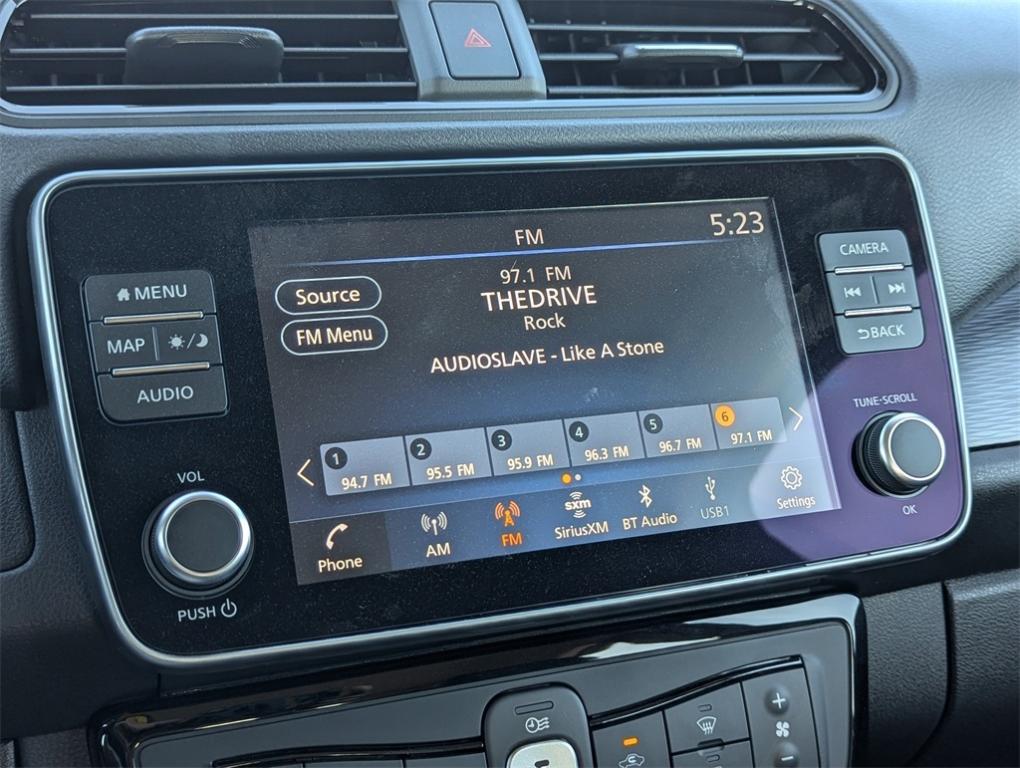 FM
5:23
97.1 FM
THEDRIVE
Rock
AUDIOSLAVE - Like A Stone
Source
FM Menu
1
94.7 FM
2
95.5 FM
3
95.9 FM
4
96.3 FM
5
96.7 FM
6
97.1 FM
Phone
AM
FM
sxm
SiriusXM
BT Audio
USB1
Settings
MENU
MAP
/
AUDIO
VOL
PUSH
CAMERA
BACK
TUNE·SCROLL
OK
+
−